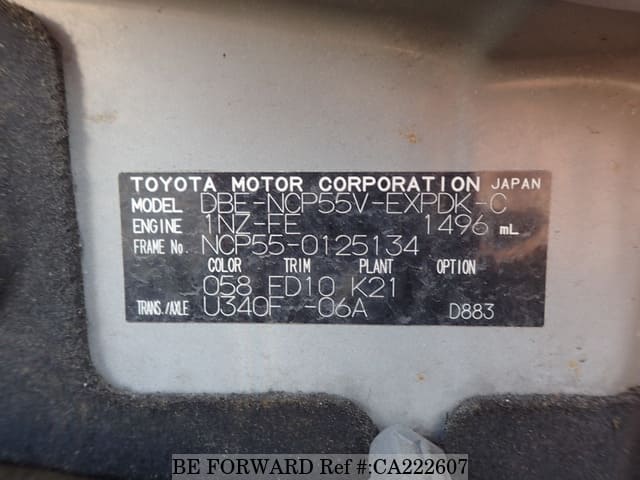 TOYOTA MOTOR CORPORATION JAPAN
MODEL DBE-NCP55V-EXPDK-C
ENGINE 1NZ-FE 1496 mL
FRAME No. NCP55-0125134
COLOR TRIM PLANT OPTION
058 FD10 K21
TRANS./AXLE U340F -06A D883
BE FORWARD Ref #:CA222607